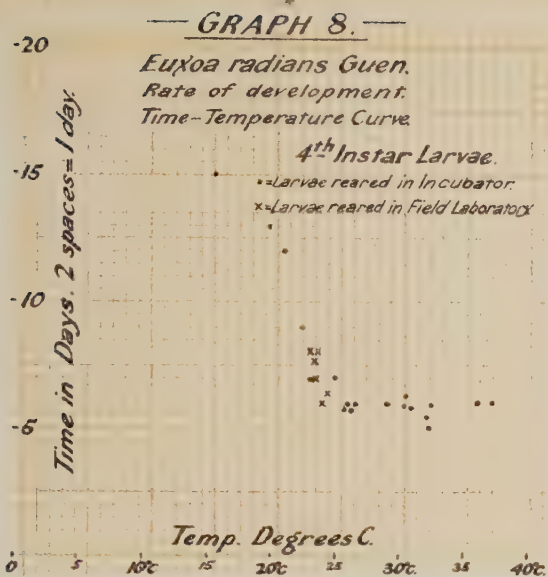 GRAPH 8.
Euxoa radians Guen.
Rate of development.
Time-Temperature Curve.
4th Instar Larvae.
•=Larvae reared in Incubator.
x=Larvae reared in Field Laboratory
Time in Days. 2 spaces=1 day.
-20
-15
-10
-5
Temp. Degrees C.
0 5 10°C 15 20°C 25 30°C 35 40°C